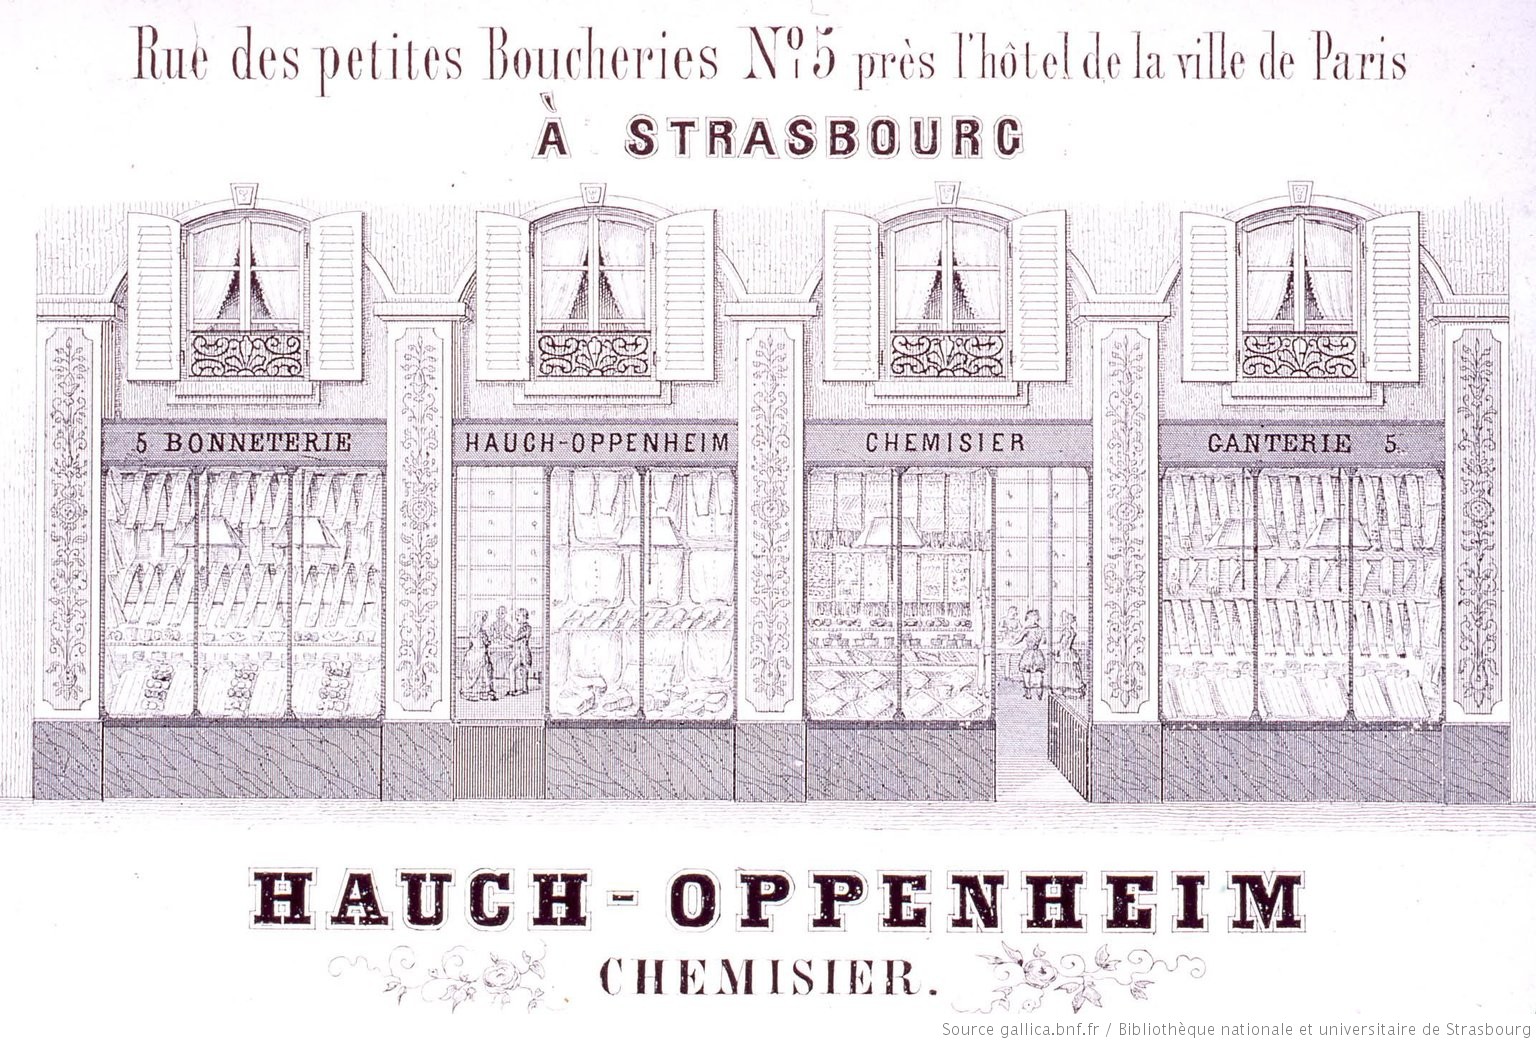 Rue des petites Boucheries No. 5 près l'hôtel de la ville de Paris
À STRASBOURG
5 BONNETERIE HAUCH-OPPENHEIM CHEMISIER GANTERIE 5
HAUCH-OPPENHEIM
CHEMISIER.
Source gallica.bnf.fr / Bibliothèque nationale et universitaire de Strasbourg